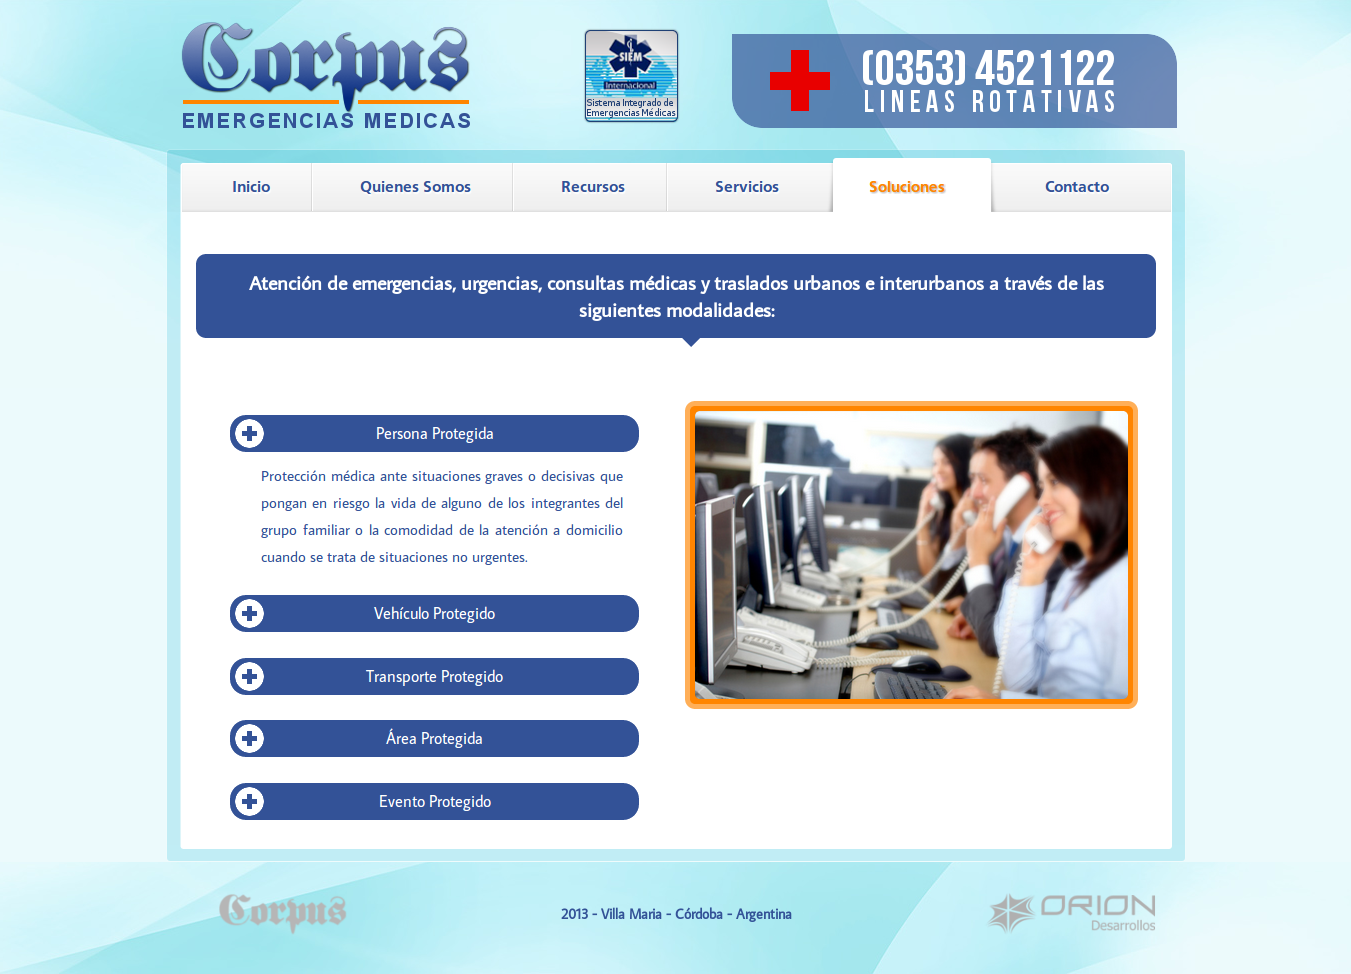 Corpus
EMERGENCIAS MEDICAS
SIEM
Internacional
Sistema Integrado de
Emergencias Médicas
(0353) 4521122
LINEAS ROTATIVAS
Inicio
Quienes Somos
Recursos
Servicios
Soluciones
Contacto
Atención de emergencias, urgencias, consultas médicas y traslados urbanos e interurbanos a través de las
siguientes modalidades:
Persona Protegida
Protección médica ante situaciones graves o decisivas que
pongan en riesgo la vida de alguno de los integrantes del
grupo familiar o la comodidad de la atención a domicilio
cuando se trata de situaciones no urgentes.
Vehículo Protegido
Transporte Protegido
Área Protegida
Evento Protegido
Corpus
2013 - Villa Maria - Córdoba - Argentina
ORION
Desarrollos